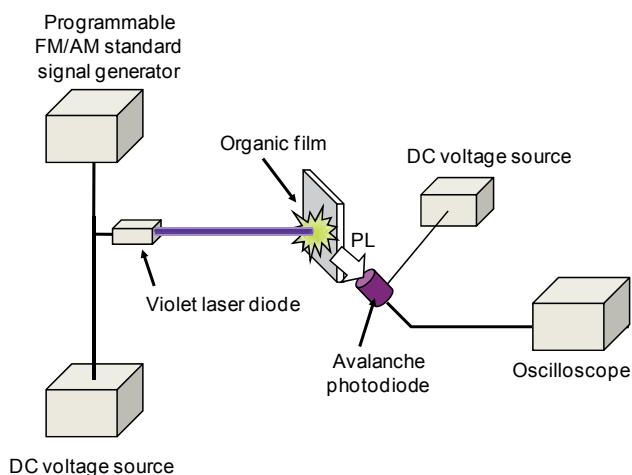 Programmable
FM/AM standard
signal generator
Organic film
DC voltage source
PL
Violet laser diode
Avalanche
photodiode
Oscilloscope
DC voltage source